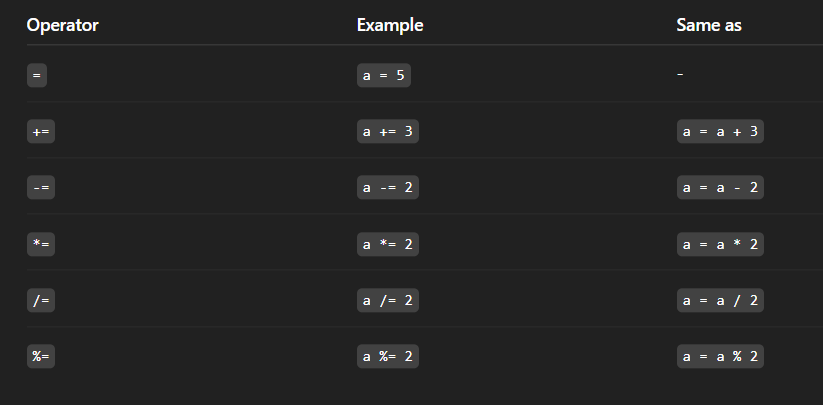 Operator Example Same as
= a = 5 -
+= a += 3 a = a + 3
-= a -= 2 a = a - 2
*= a *= 2 a = a * 2
/= a /= 2 a = a / 2
%= a %= 2 a = a % 2